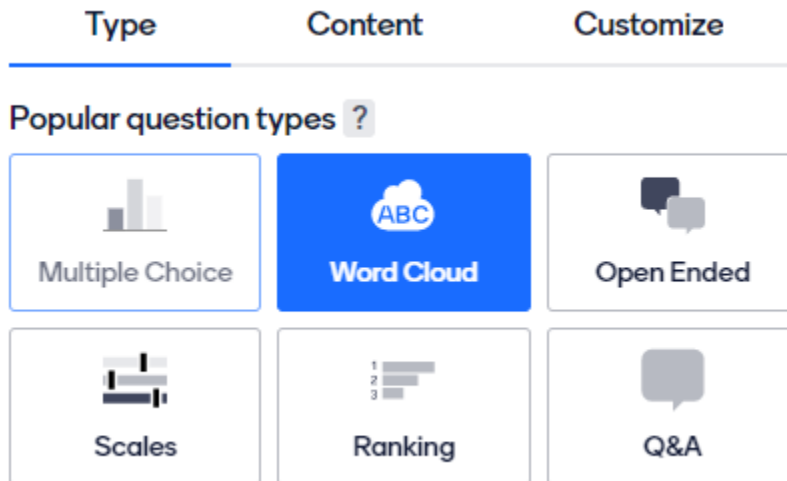 Type Content Customize
Popular question types ?
ABC
Multiple Choice Word Cloud Open Ended
1
2
3
Scales Ranking Q&A